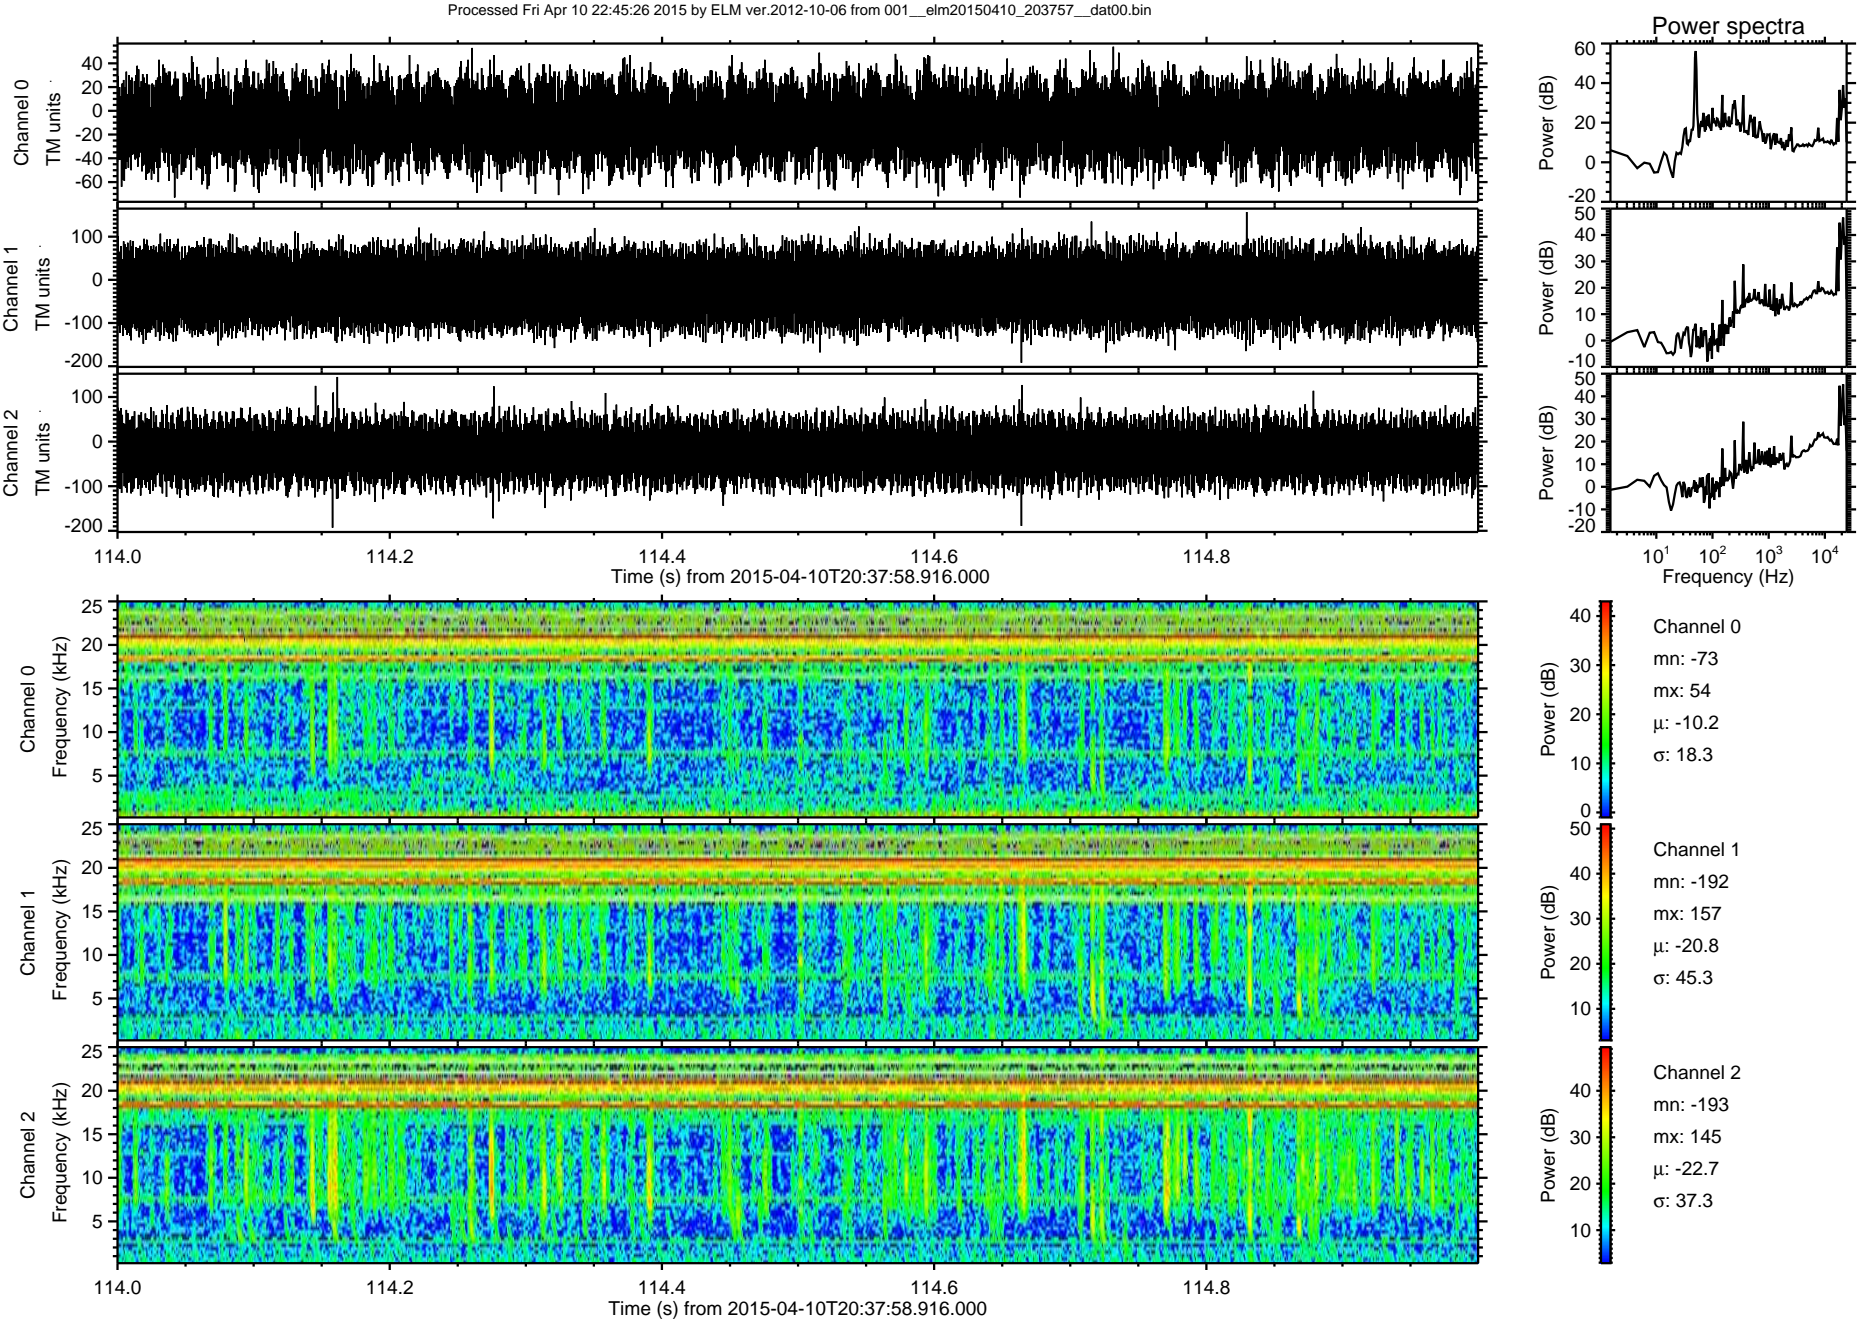 Processed Fri Apr 10 22:45:26 2015 by ELM ver.2012-10-06 from 001__elm20150410_203757__dat00.bin
Power spectra
Channel 0
TM units
40
20
0
-20
-40
-60
Power (dB)
60
40
20
0
-20
Channel 1
TM units
100
0
-100
-200
Power (dB)
50
40
30
20
10
0
-10
Channel 2
TM units
100
0
-100
-200
Power (dB)
50
40
30
20
10
0
-10
-20
114.0 114.2 114.4 114.6 114.8
Time (s) from 2015-04-10T20:37:58.916.000
10^1 10^2 10^3 10^4
Frequency (Hz)
Channel 0
Frequency (kHz)
25
20
15
10
5
Power (dB)
40
30
20
10
0
Channel 0
mn: -73
mx: 54
μ: -10.2
σ: 18.3
Channel 1
Frequency (kHz)
25
20
15
10
5
Power (dB)
50
40
30
20
10
Channel 1
mn: -192
mx: 157
μ: -20.8
σ: 45.3
Channel 2
Frequency (kHz)
25
20
15
10
5
Power (dB)
40
30
20
10
Channel 2
mn: -193
mx: 145
μ: -22.7
σ: 37.3
114.0 114.2 114.4 114.6 114.8
Time (s) from 2015-04-10T20:37:58.916.000